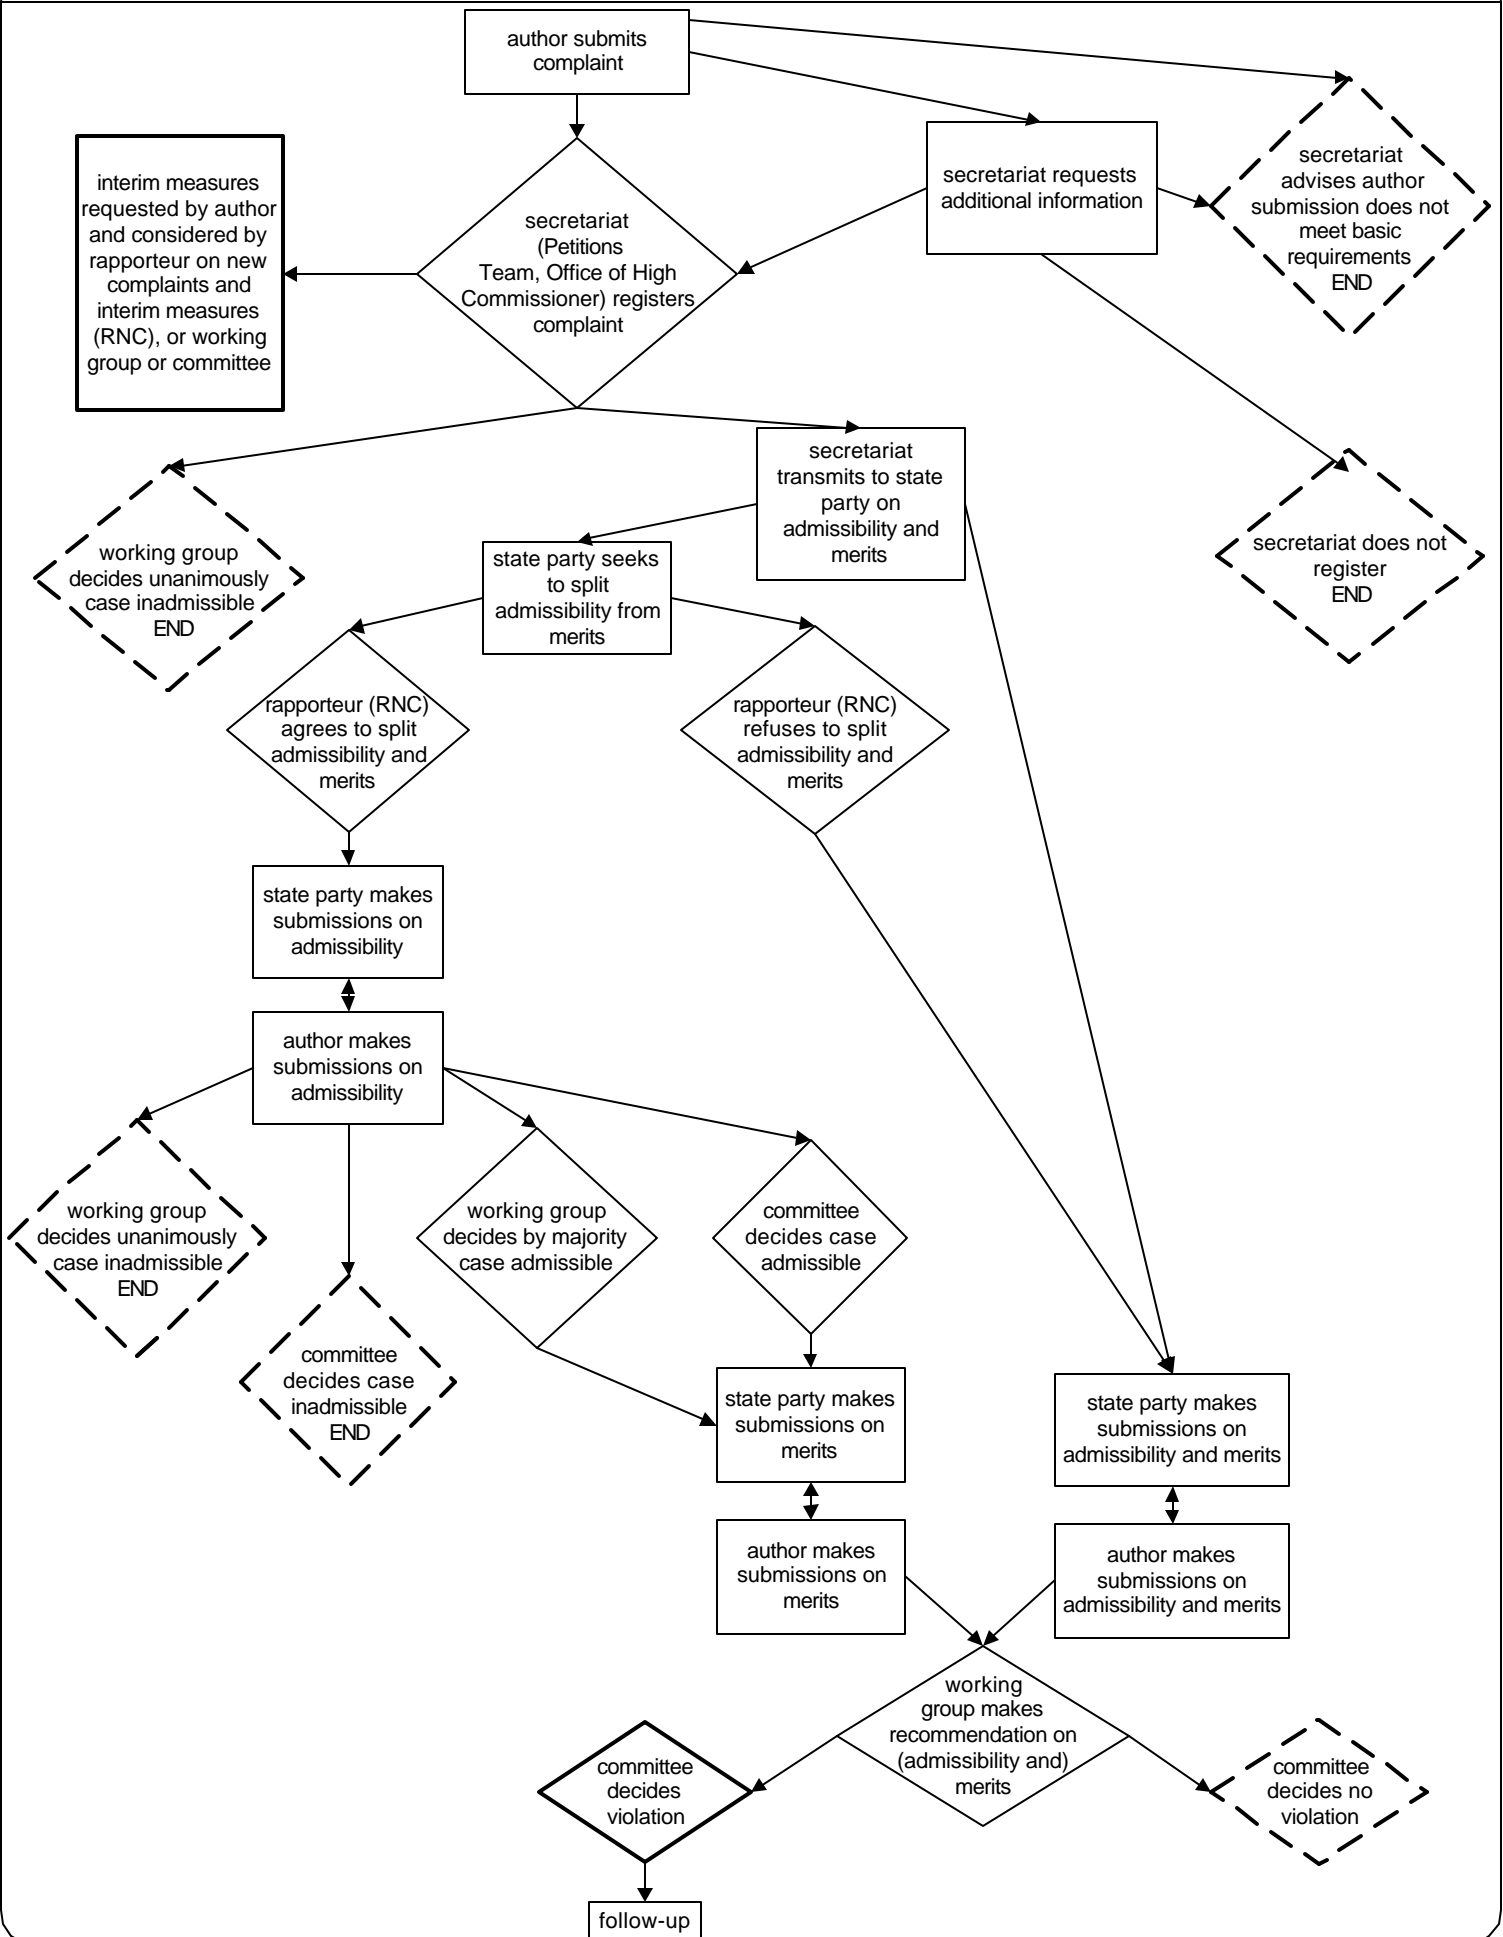 author submits
complaint
secretariat requests
additional information
secretariat
advises author
submission does not
meet basic
requirements
END
interim measures
requested by author
and considered by
rapporteur on new
complaints and
interim measures
(RNC), or working
group or committee
secretariat
(Petitions
Team, Office of High
Commissioner) registers
complaint
secretariat
transmits to state
party on
admissibility and
merits
secretariat does not
register
END
working group
decides unanimously
case inadmissible
END
state party seeks
to split
admissibility from
merits
rapporteur (RNC)
agrees to split
admissibility and
merits
rapporteur (RNC)
refuses to split
admissibility and
merits
state party makes
submissions on
admissibility
author makes
submissions on
admissibility
working group
decides unanimously
case inadmissible
END
committee
decides case
inadmissible
END
working group
decides by majority
case admissible
committee
decides case
admissible
state party makes
submissions on
merits
state party makes
submissions on
admissibility and merits
author makes
submissions on
merits
author makes
submissions on
admissibility and merits
working
group makes
recommendation on
(admissibility and)
merits
committee
decides
violation
committee
decides no
violation
follow-up